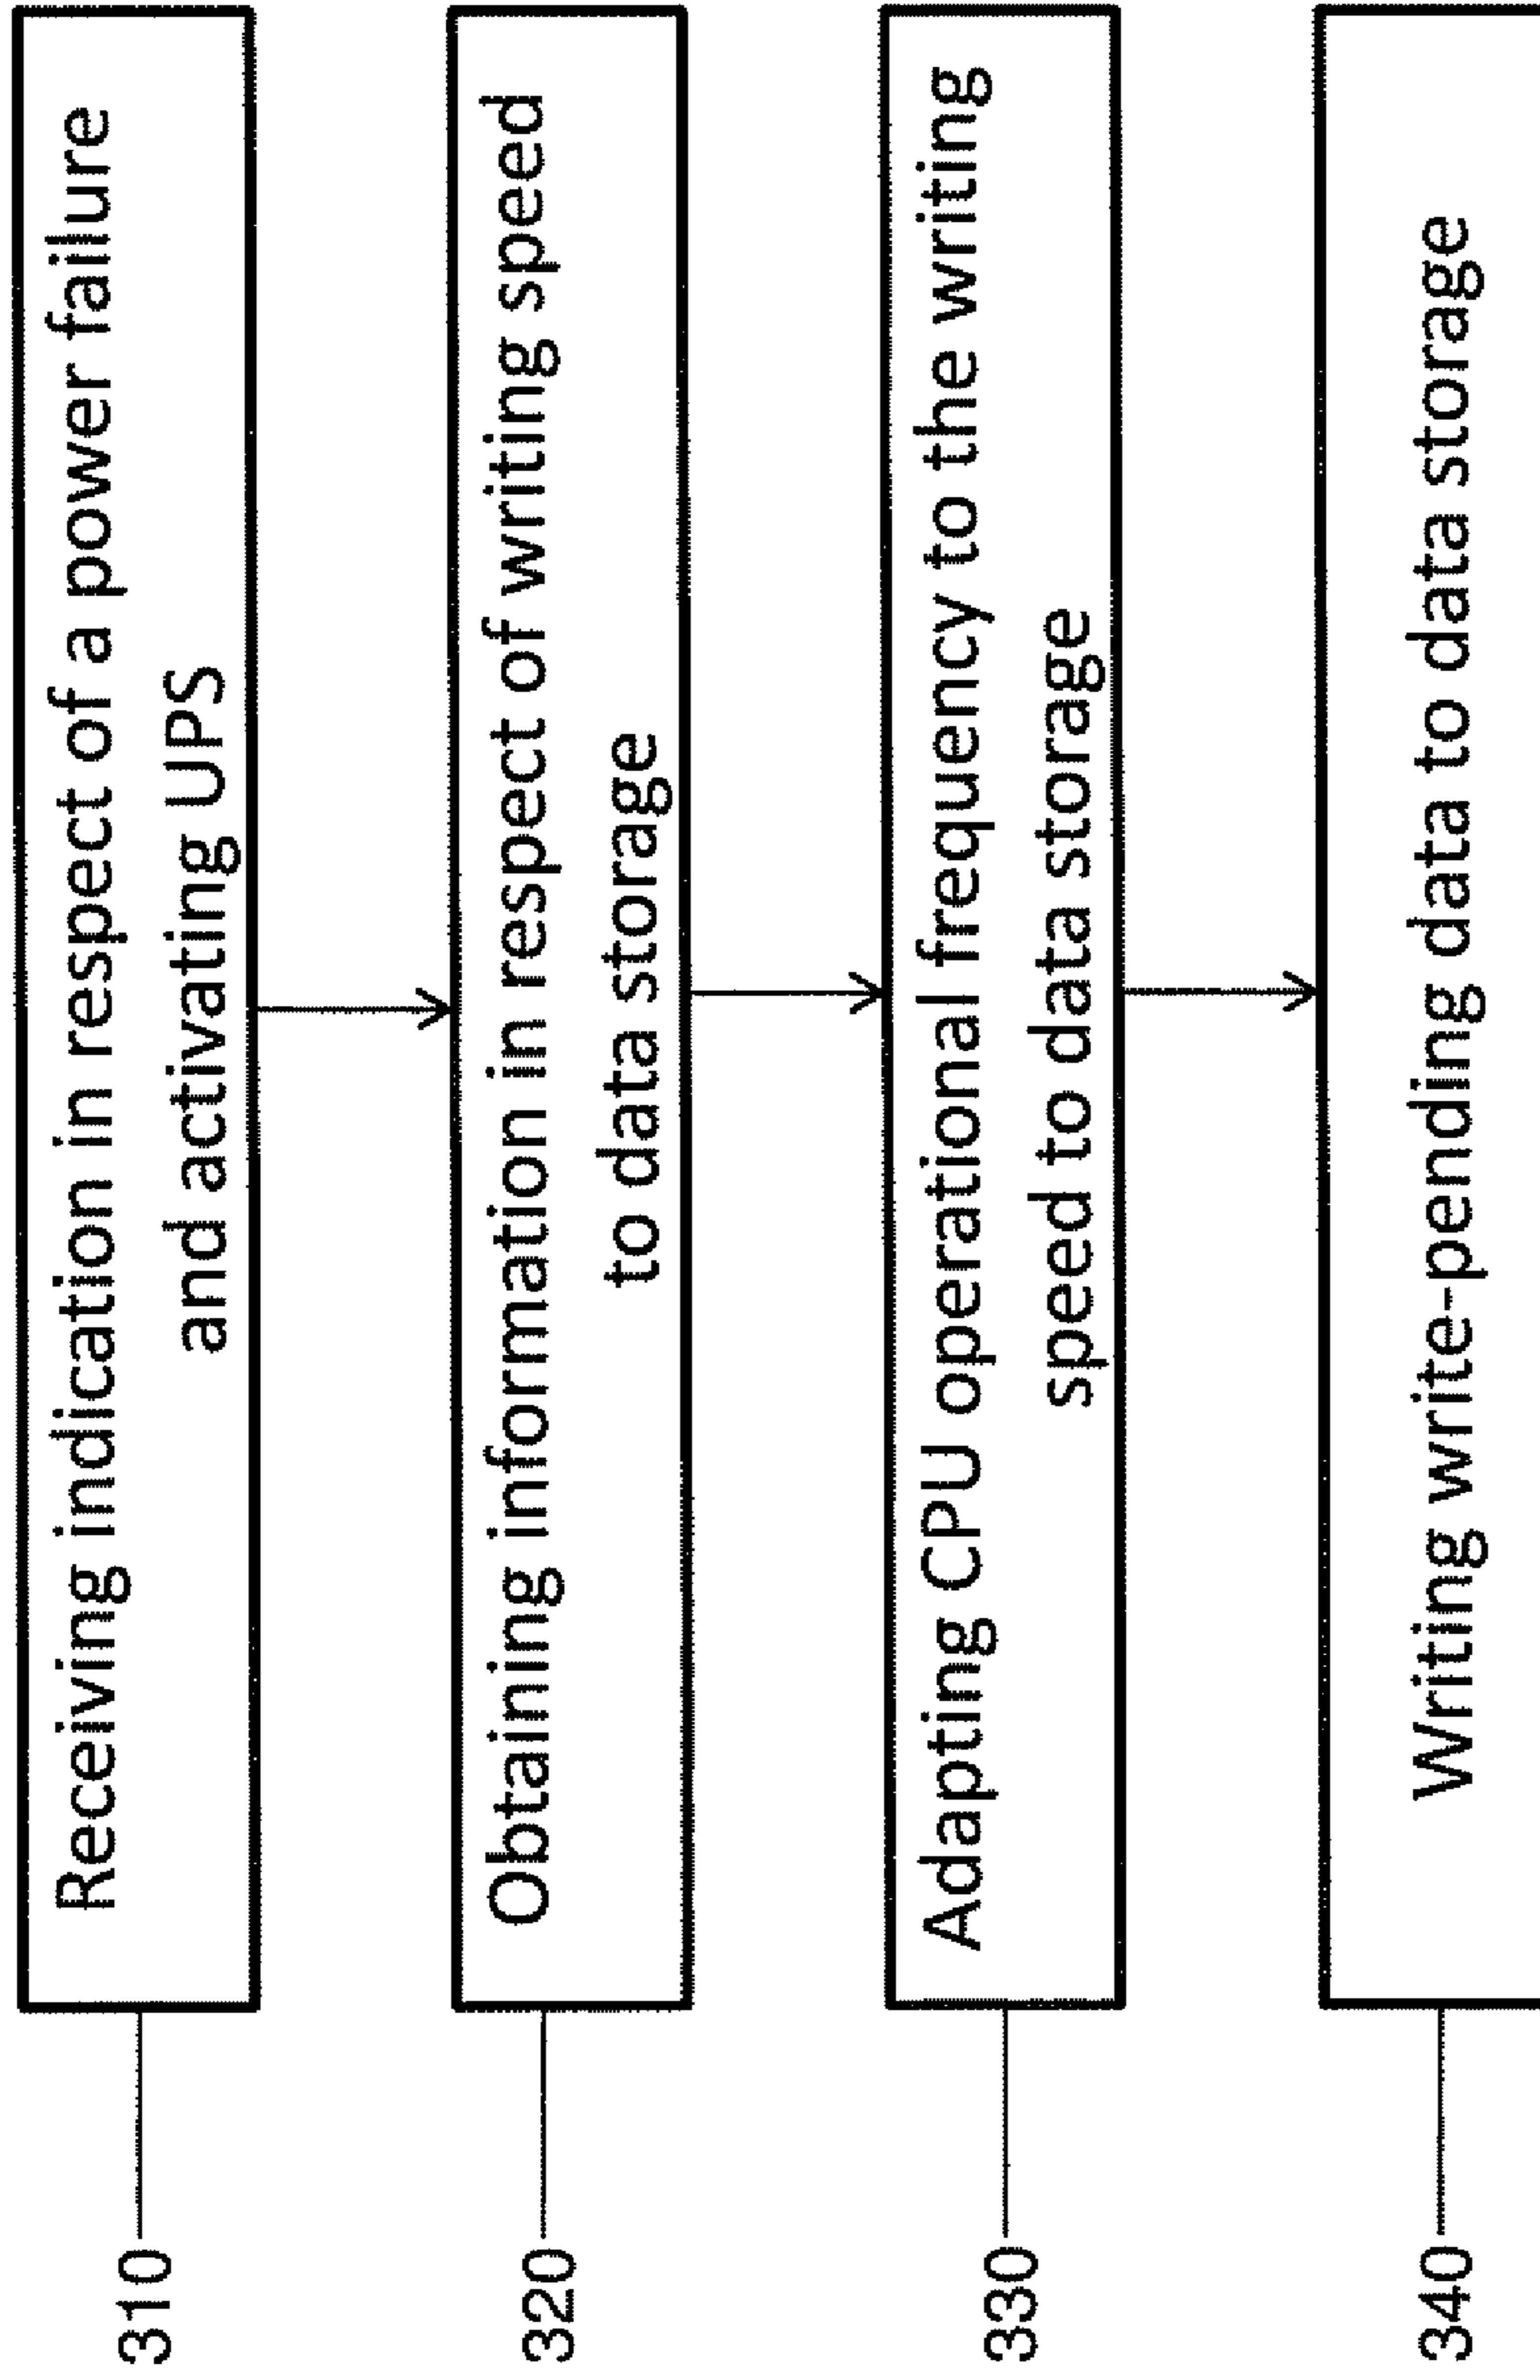 310
Receiving indication in respect of a power failure
and activating UPS
320
Obtaining information in respect of writing speed
to data storage
330
Adapting CPU operational frequency to the writing
speed to data storage
340
Writing write-pending data to data storage